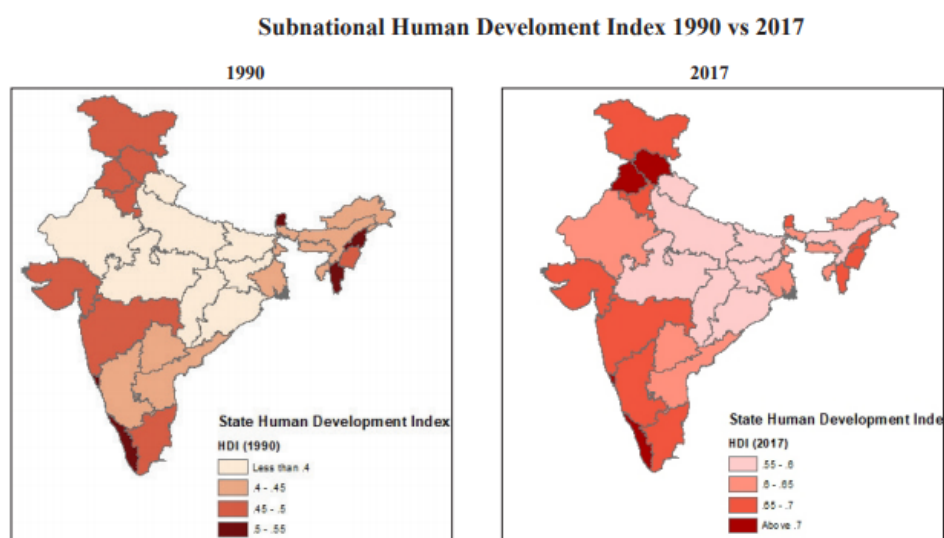 Subnational Human Develoment Index 1990 vs 2017
1990
2017
State Human Development Index
HDI (1990)
Less than .4
.4 - .45
.45 - .5
.5 - .55
State Human Development Index
HDI (2017)
.55 - .6
.6 - .65
.65 - .7
Above .7